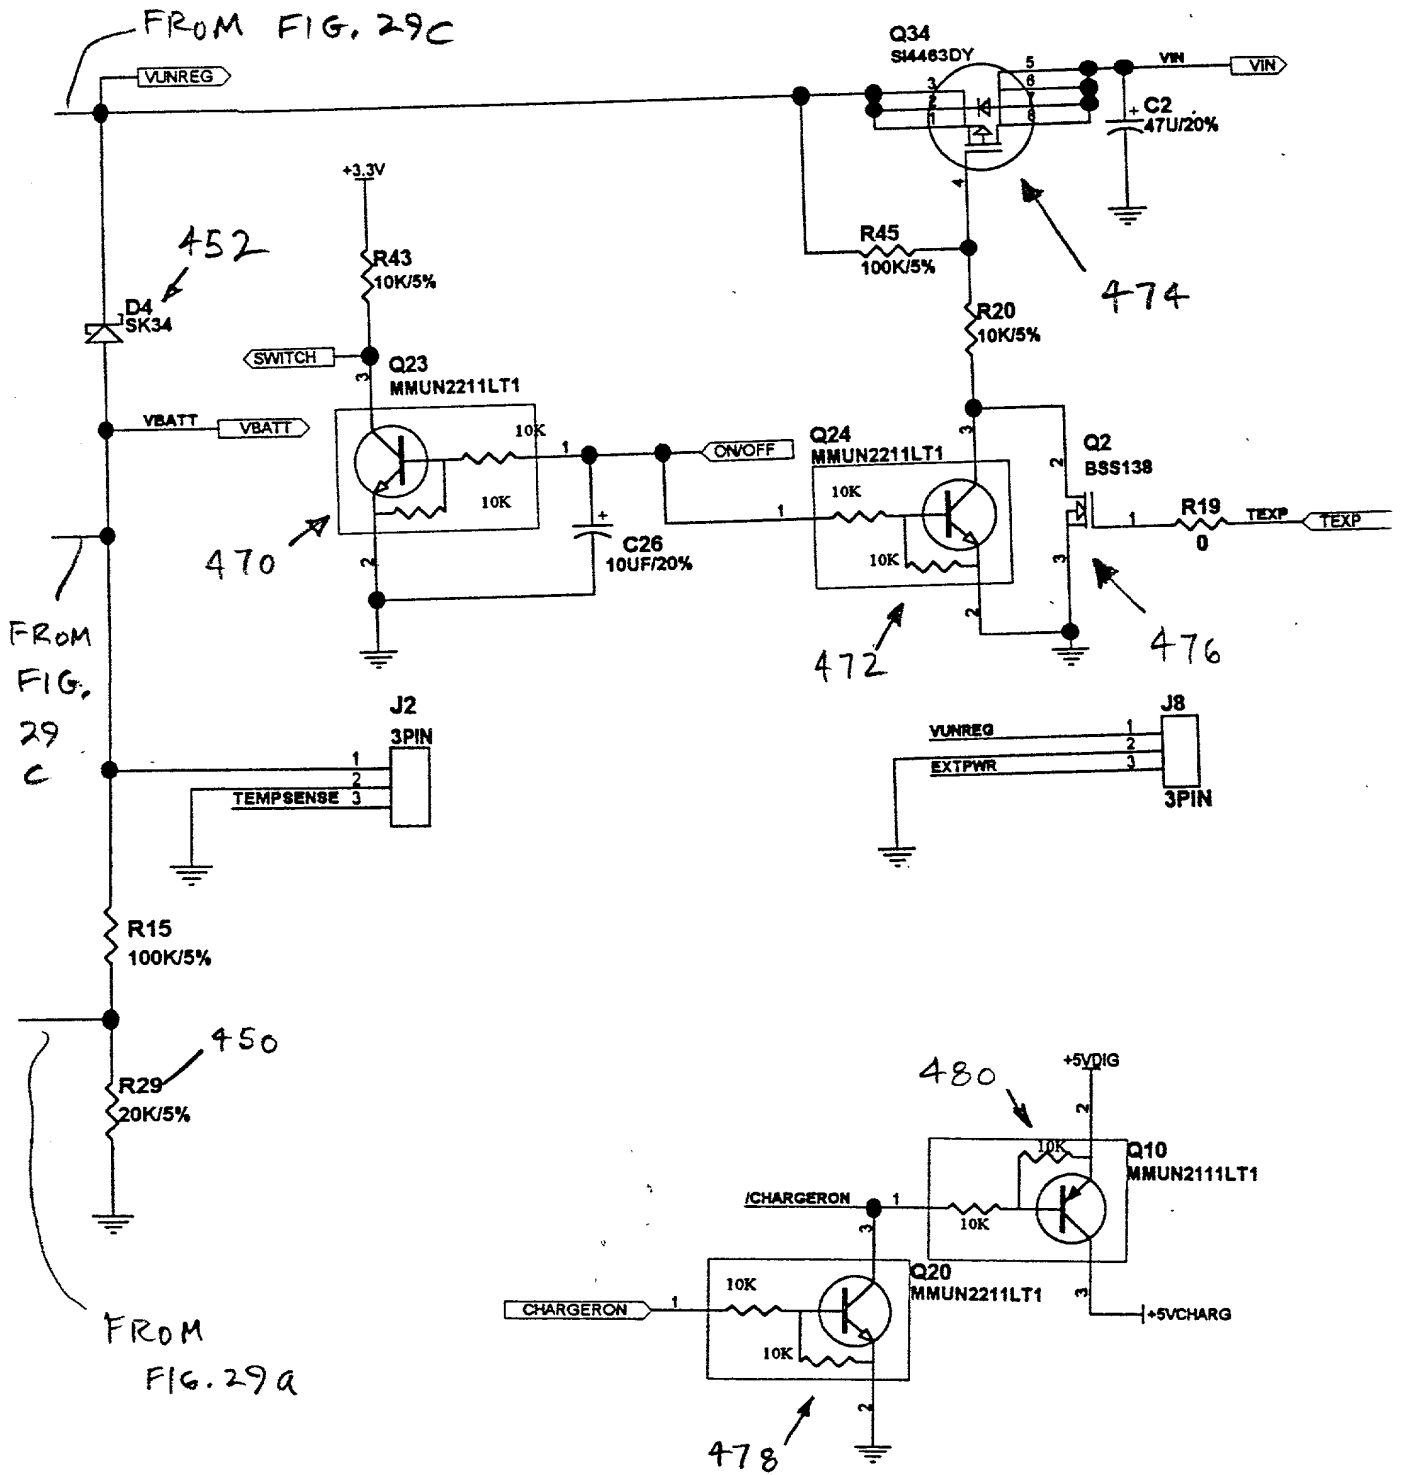 FROM FIG. 29C
VUNREG
Q34
SI4463DY
3
2
1
5
6
7
8
4
VIN
VIN
+
C2
47U/20%
474
+3.3V
R43
10K/5%
452
D4
SK34
R45
100K/5%
R20
10K/5%
SWITCH
3
Q23
MMUN2211LT1
10K
10K
1
2
470
VBATT
VBATT
ON/OFF
+
C26
10UF/20%
Q24
MMUN2211LT1
10K
10K
1
3
2
472
Q2
BSS138
2
1
3
R19
0
TEXP
TEXP
476
FROM
FIG.
29
C
J2
3PIN
1
2
TEMPSENSE 3
J8
VUNREG 1
2
EXTPWR 3
3PIN
R15
100K/5%
450
R29
20K/5%
FROM
FIG. 29a
480
+5VDIG
2
10K
Q10
MMUN2111LT1
/CHARGERON 1
10K
3
+5VCHARG
3
Q20
MMUN2211LT1
10K
CHARGERON 1
10K
2
478